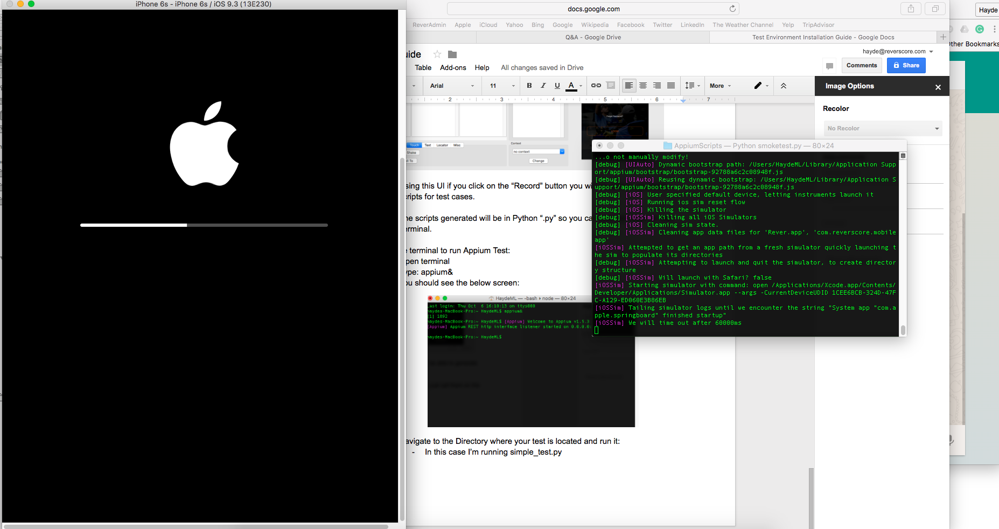 iPhone 6s - iPhone 6s / iOS 9.3 (13E230)
docs.google.com
Hayde
ReverAdmin Apple iCloud Yahoo Bing Google Wikipedia Facebook Twitter LinkedIn The Weather Channel Yelp TripAdvisor
Q&A - Google Drive
Test Environment Installation Guide - Google Docs
ther Bookmarks
uide
hayde@reverscore.com
Table Add-ons Help All changes saved in Drive
Comments
Share
Arial 11 B I U A More
Image Options
2 3 4 5 6 7
Recolor
No Recolor
Forgot Password?
Touch Text Locator Misc
Shake
Context
no context
Change
AppiumScripts — Python smoketest.py — 80×24
...o not manually modify!
[debug] [UIAuto] Dynamic bootstrap path: /Users/HaydeML/Library/Application Supp
ort/appium/bootstrap/bootstrap-92788a6c2c08948f.js
[debug] [UIAuto] Reusing dynamic bootstrap: /Users/HaydeML/Library/Application S
upport/appium/bootstrap/bootstrap-92788a6c2c08948f.js
[debug] [iOS] User specified default device, letting instruments launch it
[debug] [iOS] Running ios sim reset flow
[debug] [iOS] Killing the simulator
[debug] [iOSSim] Killing all iOS Simulators
[debug] [iOS] Cleaning sim state.
[debug] [iOSSim] Cleaning app data files for 'Rever.app', 'com.reverscore.mobile
app'
[iOSSim] Attempted to get an app path from a fresh simulator quickly launching t
he sim to populate its directories
[debug] [iOSSim] Attempting to launch and quit the simulator, to create director
y structure
[debug] [iOSSim] Will launch with Safari? false
[iOSSim] Starting simulator with command: open /Applications/Xcode.app/Contents/
Developer/Applications/Simulator.app --args -CurrentDeviceUDID 1CEE6BCB-324D-47F
C-A129-ED060E3B86EB
[iOSSim] Tailing simulator logs until we encounter the string "System app "com.a
pple.springboard" finished startup"
[iOSSim] We will time out after 60000ms
sing this UI if you click on the “Record” button you wi
ripts for test cases.
ne scripts generated will be in Python “.py” so you ca
erminal.
e terminal to run Appium Test:
pen terminal
ype: appium&
ou should see the below screen:
HaydeML — -bash ▸ node — 80×24
Last login: Thu Oct 6 16:10:13 on ttys000
haydes-MacBook-Pro:~ HaydeML$ appium&
[1] 1892
haydes-MacBook-Pro:~ HaydeML$ [Appium] Welcome to Appium v1.5.3
[Appium] Appium REST http interface listener started on 0.0.0.0:
haydes-MacBook-Pro:~ HaydeML$
avigate to the Directory where your test is located and run it:
- In this case I’m running simple_test.py